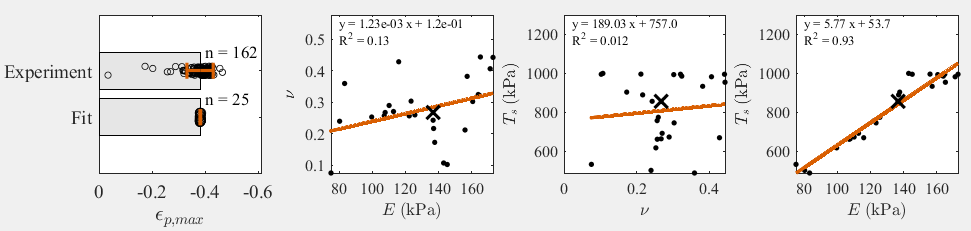 Experiment
Fit
n = 162
n = 25
0 -0.2 -0.4 -0.6
ϵp,max
y = 1.23e-03 x + 1.2e-01
R² = 0.13
0.5
0.4
0.3
0.2
0.1
ν
80 100 120 140 160
E (kPa)
y = 189.03 x + 757.0
R² = 0.012
1200
1000
800
600
Ts (kPa)
0 0.2 0.4
ν
y = 5.77 x + 53.7
R² = 0.93
1200
1000
800
600
Ts (kPa)
80 100 120 140 160
E (kPa)